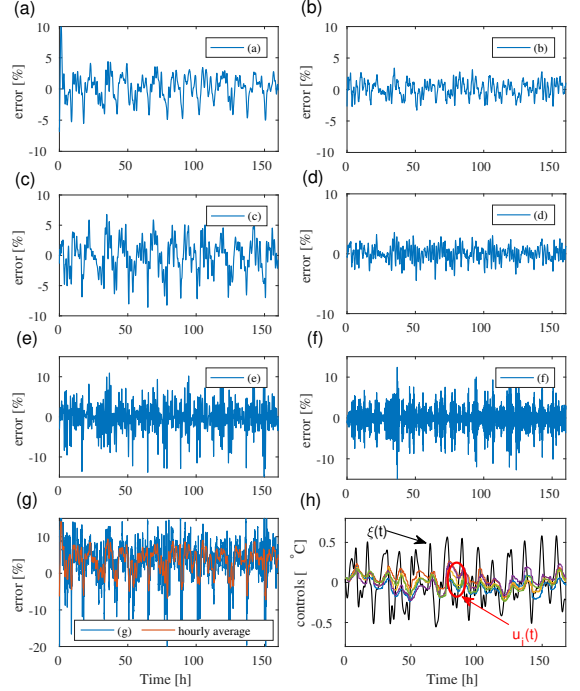 (a) (b)
10 10
(a) (b)
5 5
error [%] error [%]
0 0
-5 -5
-10 -10
0 50 100 150 0 50 100 150
(c) (d)
10 10
(c) (d)
5 5
error [%] error [%]
0 0
-5 -5
-10 -10
0 50 100 150 0 50 100 150
(e) (f)
10 (e) 10 (f)
error [%] error [%]
0 0
-10 -10
0 50 100 150 0 50 100 150
(g) (h)
10 ξ(t)
0.5
error [%] controls [ °C]
0 0
-10
-0.5
(g) hourly average u_i(t)
-20
0 50 100 150 0 50 100 150
Time [h] Time [h]